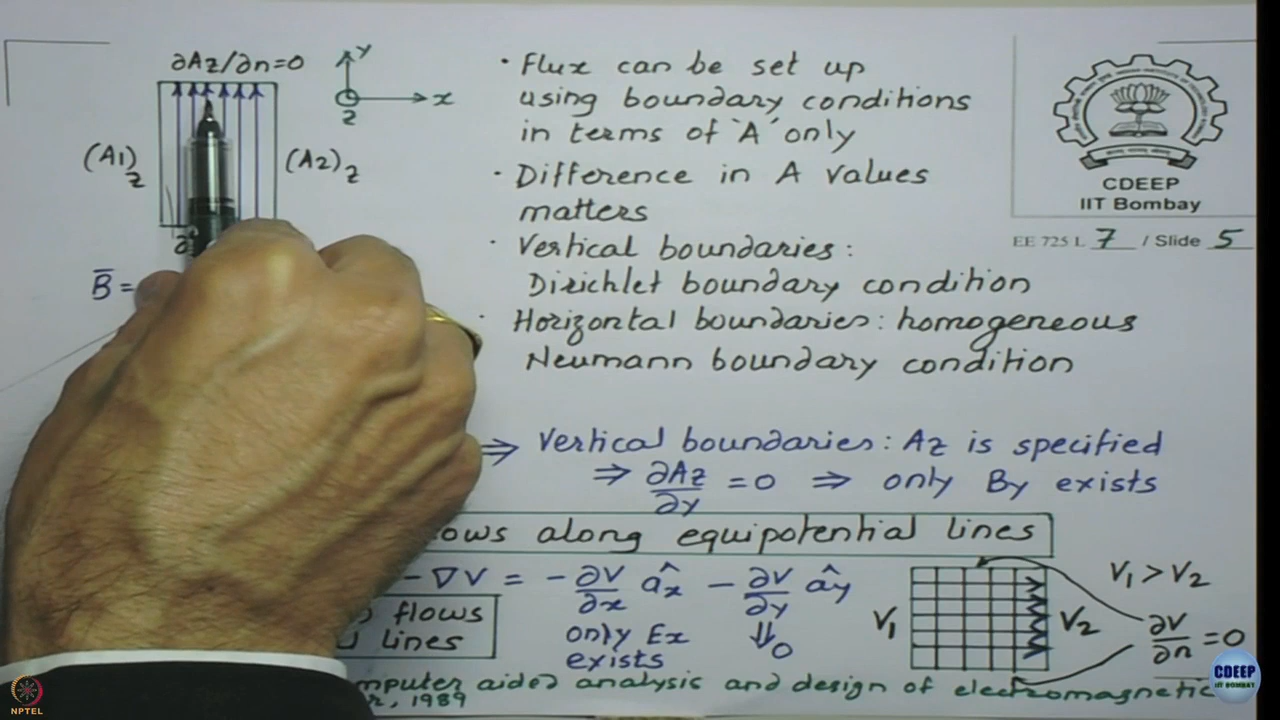 ∂Az/∂n=0
y
x
z
(A1)z
(A2)z
B̅ =
• Flux can be set up
using boundary conditions
in terms of 'A' only
• Difference in A values
matters
• Vertical boundaries:
Dirichlet boundary condition
• Horizontal boundaries: homogeneous
Neumann boundary condition
⇒ Vertical boundaries: Az is specified
⇒ ∂Az/∂y = 0 ⇒ only By exists
along equipotential lines
-∇V = -∂V/∂x âx - ∂V/∂y ây
only Ex
exists
⇓
0
flows
lines
V1
V2
V1 > V2
∂V/∂n = 0
aided analysis and design of electromagnetic
1989
CDEEP
IIT Bombay
EE 725 L 7 / Slide 5
NPTEL
CDEEP
IIT BOMBAY